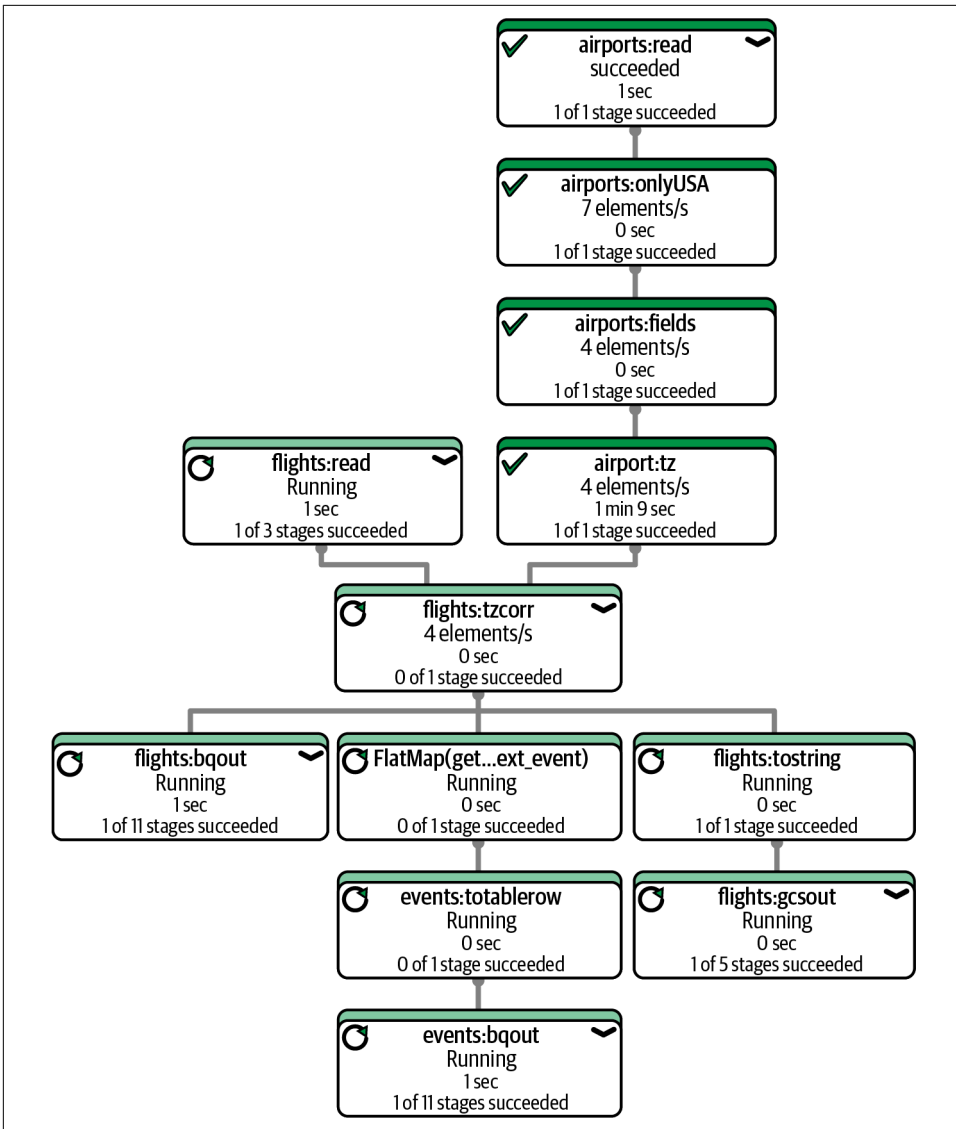 airports:read
succeeded
1 sec
1 of 1 stage succeeded
airports:onlyUSA
7 elements/s
0 sec
1 of 1 stage succeeded
airports:fields
4 elements/s
0 sec
1 of 1 stage succeeded
flights:read
Running
1 sec
1 of 3 stages succeeded
airport:tz
4 elements/s
1 min 9 sec
1 of 1 stage succeeded
flights:tzcorr
4 elements/s
0 sec
0 of 1 stage succeeded
flights:bqout
Running
1 sec
1 of 11 stages succeeded
FlatMap(get...ext_event)
Running
0 sec
0 of 1 stage succeeded
flights:tostring
Running
0 sec
1 of 1 stage succeeded
events:totablerow
Running
0 sec
0 of 1 stage succeeded
flights:gcsout
Running
0 sec
1 of 5 stages succeeded
events:bqout
Running
1 sec
1 of 11 stages succeeded